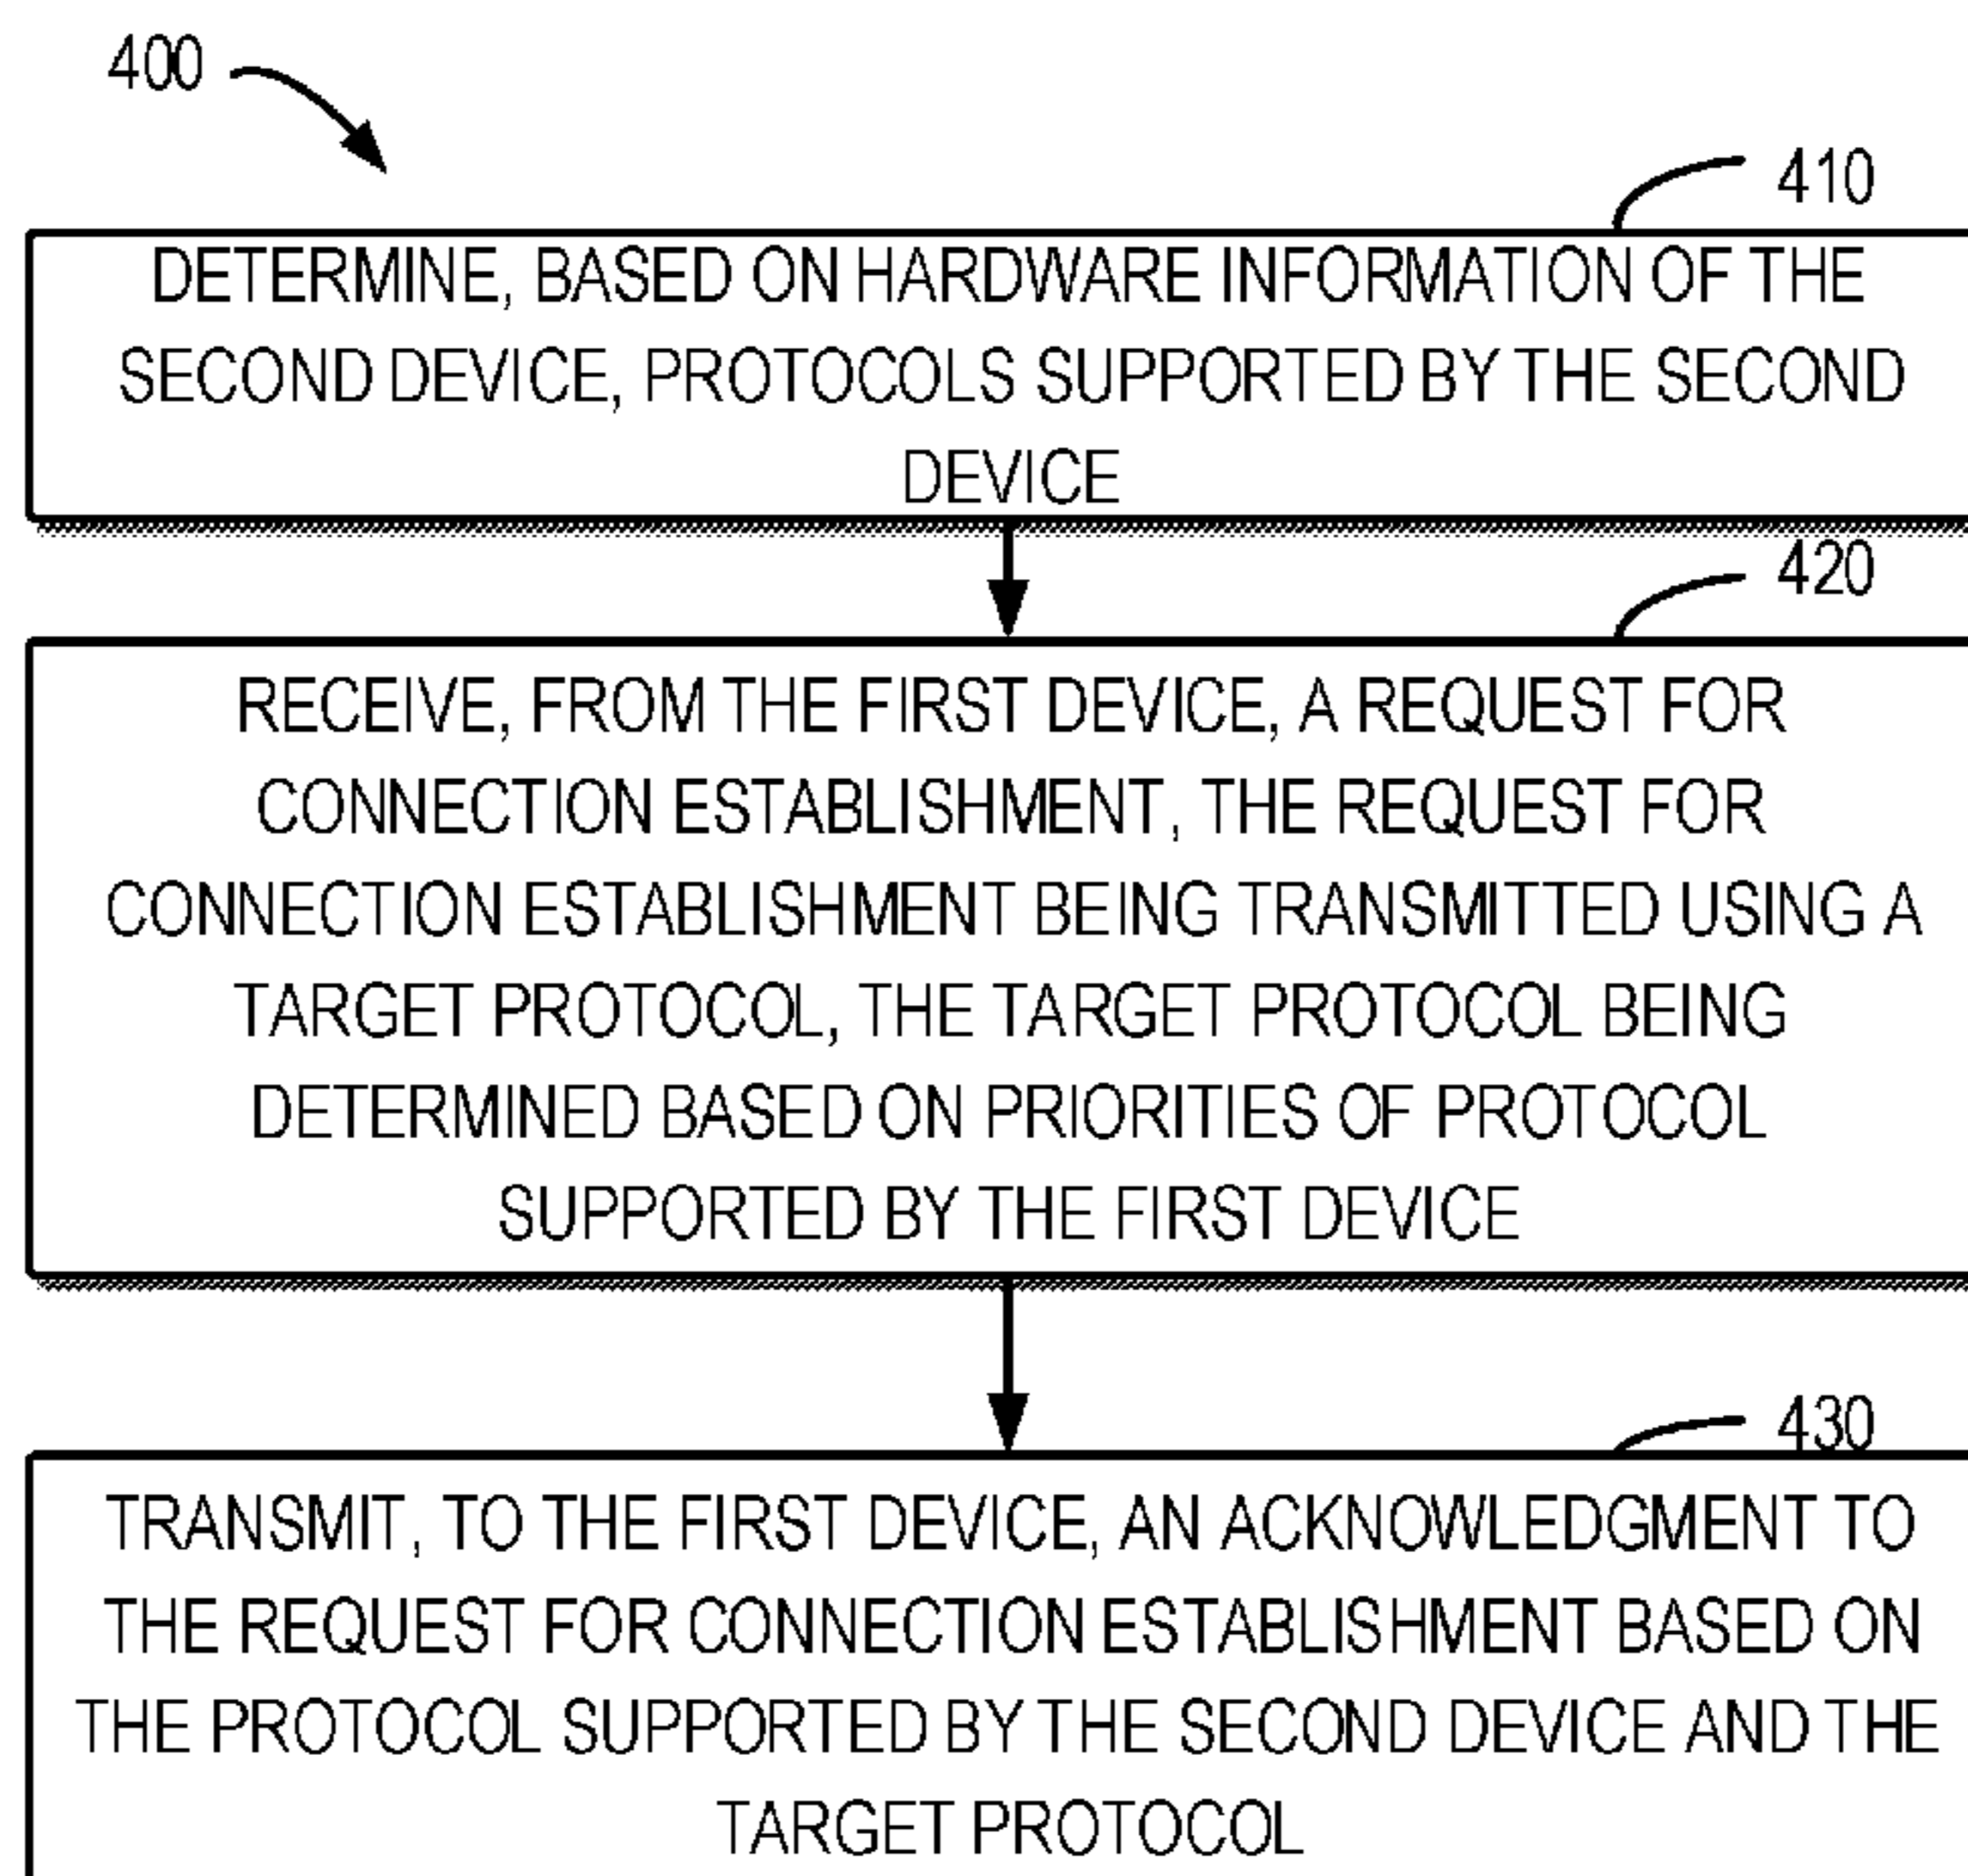 400
410
DETERMINE, BASED ON HARDWARE INFORMATION OF THE
SECOND DEVICE, PROTOCOLS SUPPORTED BY THE SECOND
DEVICE
420
RECEIVE, FROM THE FIRST DEVICE, A REQUEST FOR
CONNECTION ESTABLISHMENT, THE REQUEST FOR
CONNECTION ESTABLISHMENT BEING TRANSMITTED USING A
TARGET PROTOCOL, THE TARGET PROTOCOL BEING
DETERMINED BASED ON PRIORITIES OF PROTOCOL
SUPPORTED BY THE FIRST DEVICE
430
TRANSMIT, TO THE FIRST DEVICE, AN ACKNOWLEDGMENT TO
THE REQUEST FOR CONNECTION ESTABLISHMENT BASED ON
THE PROTOCOL SUPPORTED BY THE SECOND DEVICE AND THE
TARGET PROTOCOL